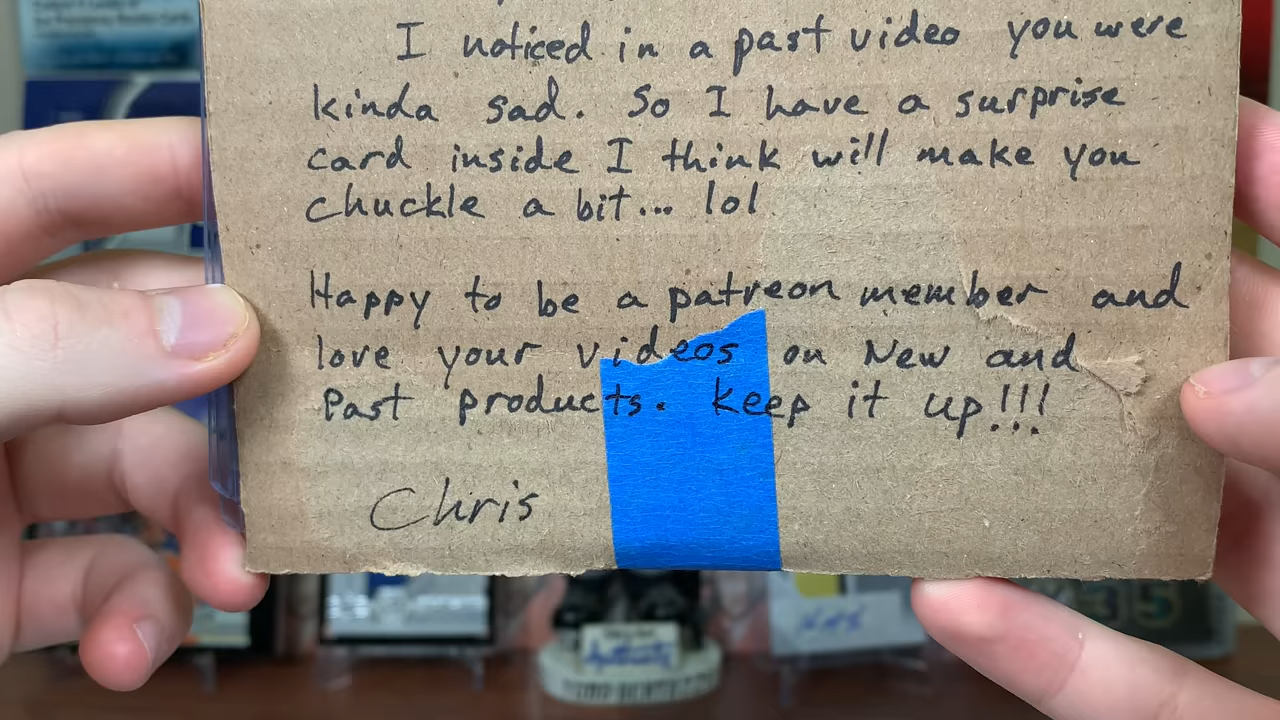 I noticed in a past video you were
kinda sad. So I have a surprise
card inside I think will make you
chuckle a bit... lol
Happy to be a patreon member and
love your videos on New and
Past products. Keep it up!!!
Chris